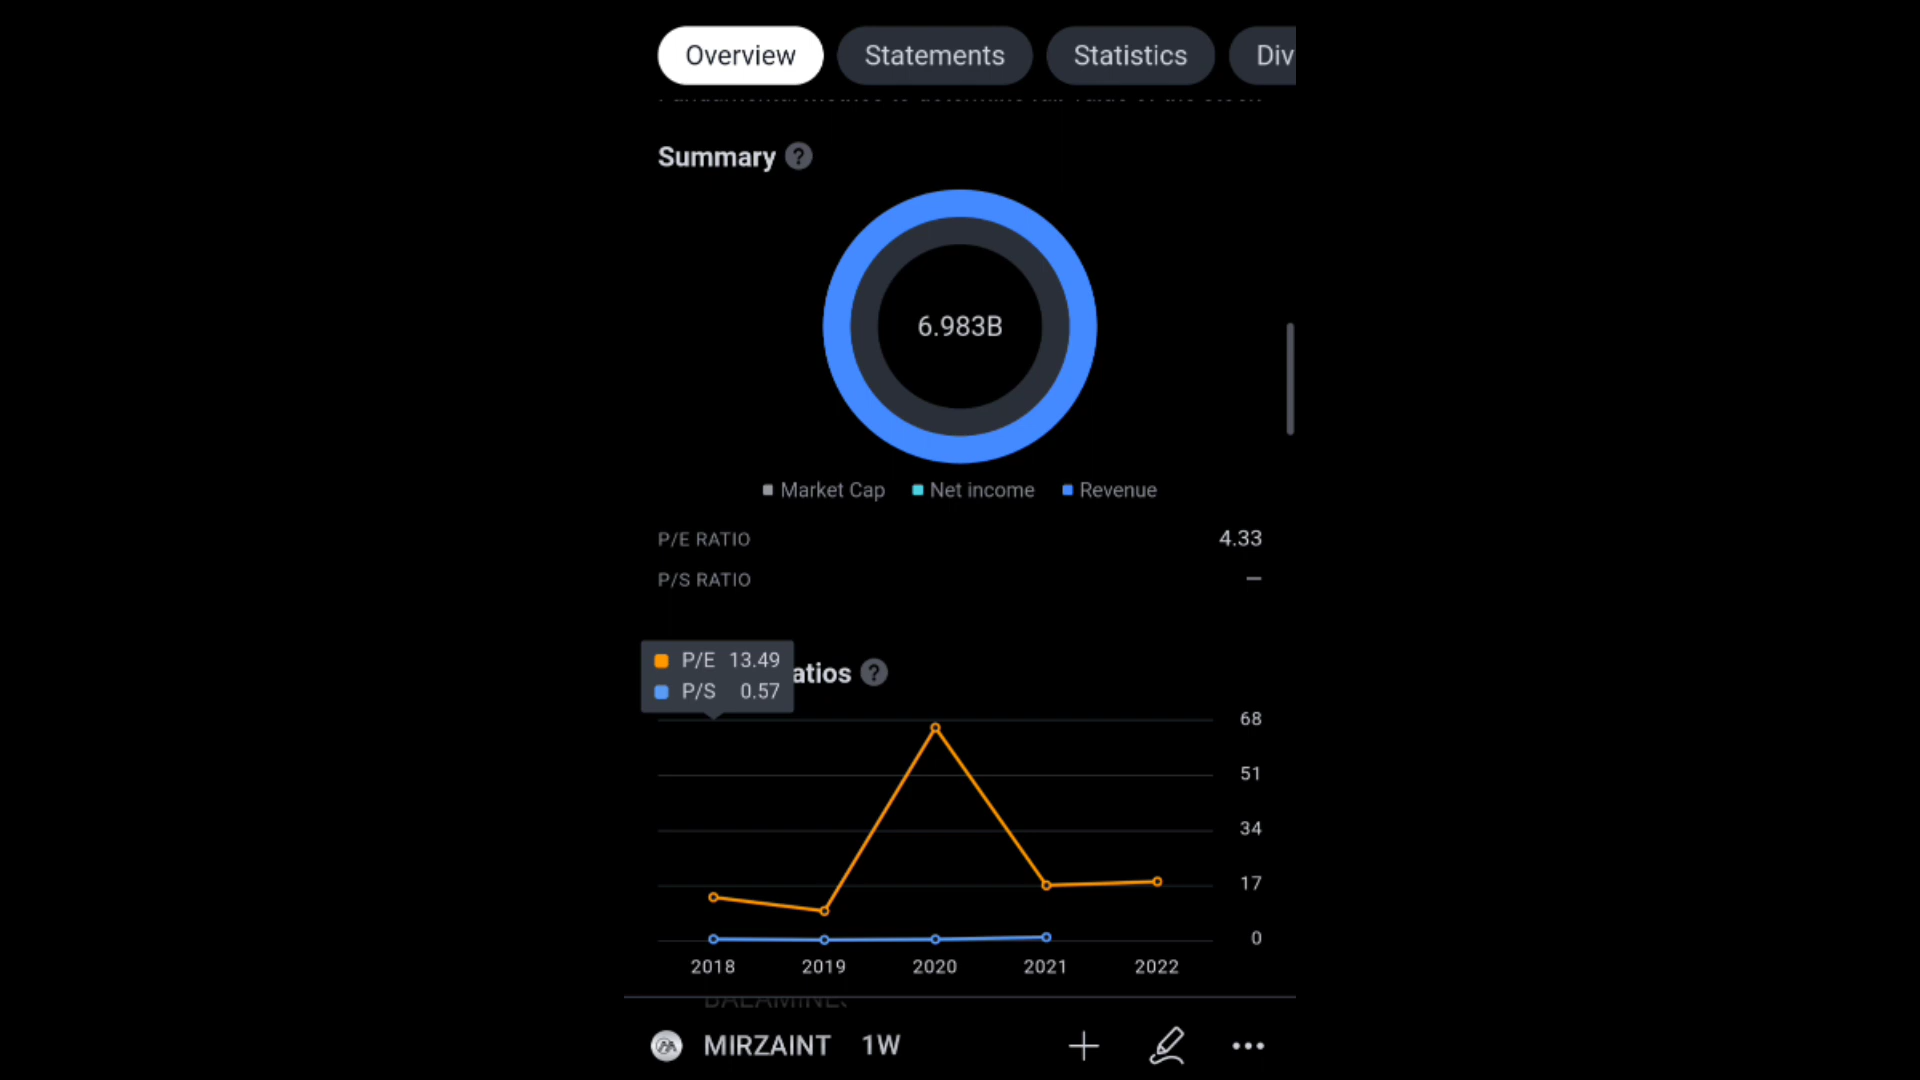 Overview Statements Statistics Div
Summary ?
6.983B
Market Cap Net income Revenue
P/E RATIO 4.33
P/S RATIO —
P/E 13.49
P/S 0.57
atios ?
68
51
34
17
0
2018 2019 2020 2021 2022
MIRZAINT 1W